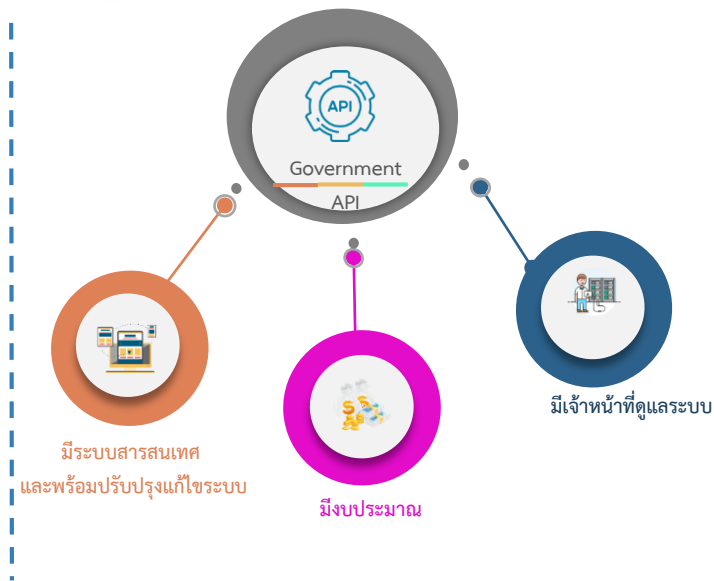 API
Government
API
มีเจ้าหน้าที่ดูแลระบบ
มีระบบสารสนเทศ
และพร้อมปรับปรุงแก้ไขระบบ
มีงบประมาณ